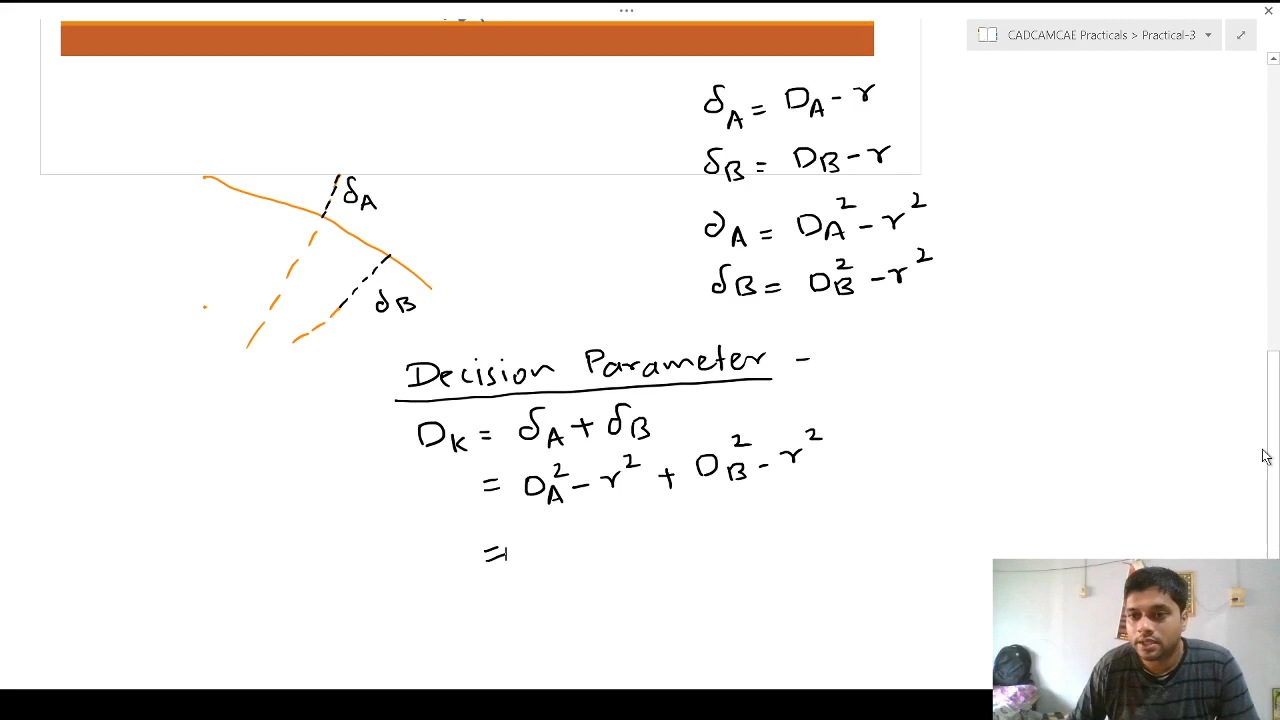 CADCAMCAE Practicals > Practical-3
δA = DA - r
δB = DB - r
∂A = DA² - r²
δB = DB² - r²
δA
δB
Decision Parameter -
DK = δA + δB
= DA² - r² + DB² - r²
=